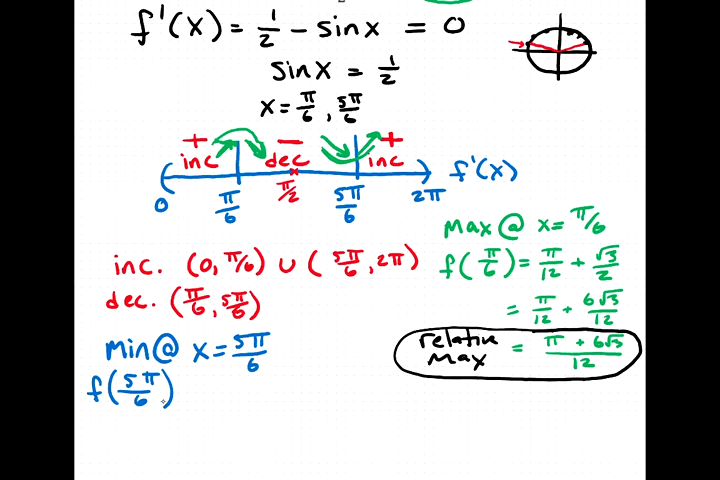 f'(x) = 1/2 - sin x = 0
sin x = 1/2
x = π/6, 5π/6
+ − +
inc dec inc f'(x)
0 π/6 π/2 5π/6 2π
max @ x = π/6
inc. (0, π/6) ∪ (5π/6, 2π)
f(π/6) = π/12 + √3/2
dec. (π/6, 5π/6)
= π/12 + 6√3/12
min @ x = 5π/6
relative max = π + 6√3/12
f(5π/6)